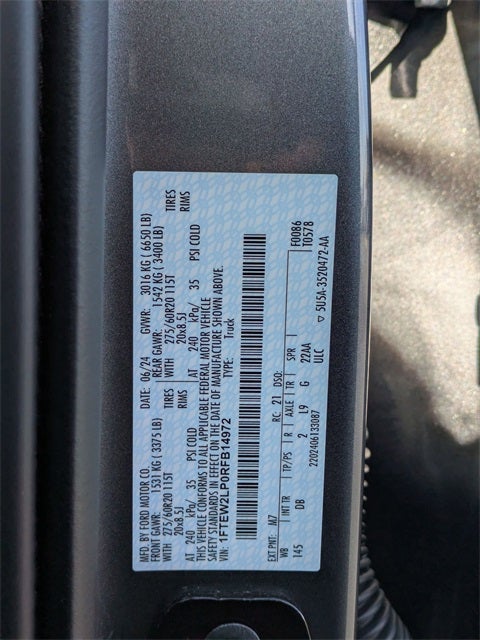 MFD. BY FORD MOTOR CO.
DATE: 06/24 GVWR: 3016 KG ( 6650 LB)
FRONT GAWR: 1531 KG ( 3375 LB) REAR GAWR: 1542 KG ( 3400 LB)
WITH 275/60R20 115T TIRES WITH 275/60R20 115T TIRES
20x8.5J RIMS 20x8.5J RIMS
AT 240 kPa/ 35 PSI COLD AT 240 kPa/ 35 PSI COLD
THIS VEHICLE CONFORMS TO ALL APPLICABLE FEDERAL MOTOR VEHICLE
SAFETY STANDARDS IN EFFECT ON THE DATE OF MANUFACTURE SHOWN ABOVE.
VIN: 1FTEW2LP0RFB14972 TYPE: Truck
F0086
T0578
EXT PNT: M7 RC: 21 DSO:
WB INT TR TP/PS R AXLE TR SPR
145 DB 2 L9 G 22AA
ULC
2202406133087 ▽ 5U5A-3520472-AA